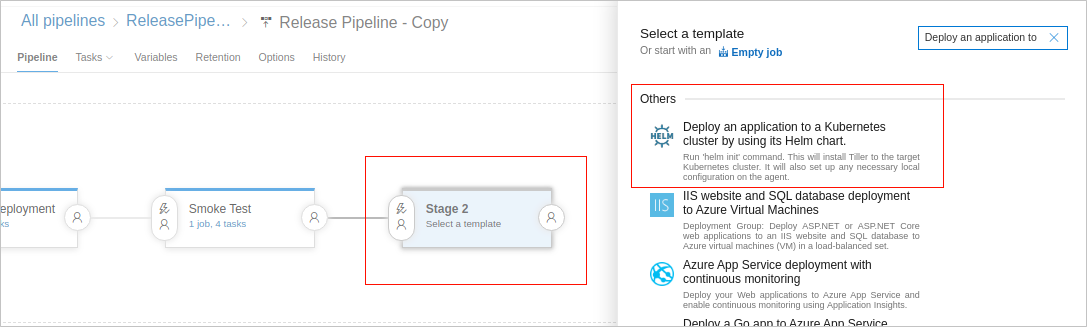 All pipelines > ReleasePipe... > Release Pipeline - Copy
Pipeline Tasks Variables Retention Options History
eployment
ks
Smoke Test
1 job, 4 tasks
Stage 2
Select a template
Select a template
Or start with an Empty job
Deploy an application to
Others
HELM
Deploy an application to a Kubernetes
cluster by using its Helm chart.
Run 'helm init' command. This will install Tiller to the target
Kubernetes cluster. It will also set up any necessary local
configuration on the agent.
IIS
IIS website and SQL database deployment
to Azure Virtual Machines
Deployment Group: Deploy ASP.NET or ASP.NET Core
web applications to an IIS website and SQL database to
Azure virtual machines (VM) in a load-balanced set.
Azure App Service deployment with
continuous monitoring
Deploy your Web applications to Azure App Service and
enable continuous monitoring using Application Insights.
Deploy a Go app to Azure App Service